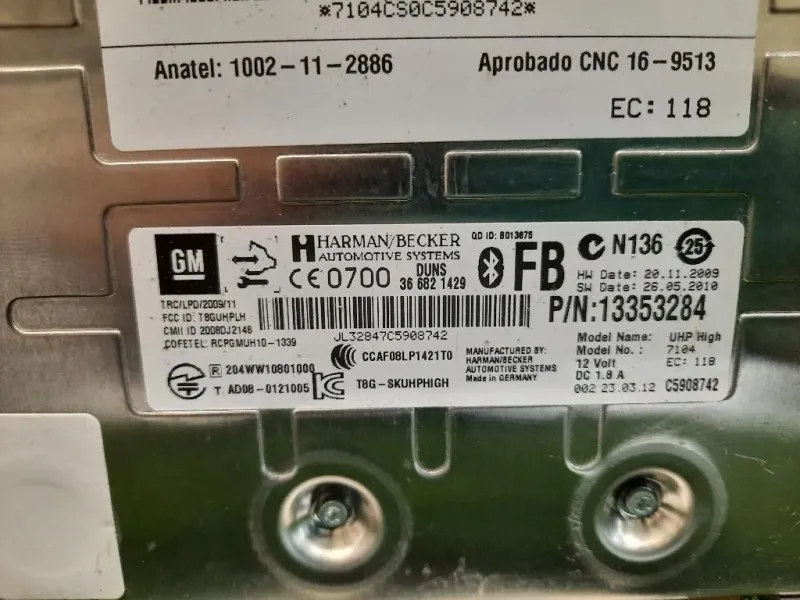 *7104CS0C5908742*
Anatel: 1002-11-2886
Aprobado CNC 16-9513
EC: 118
GM
HARMAN/BECKER
AUTOMOTIVE SYSTEMS
CE 0700
DUNS
36 682 1429
QD ID: B013875
FB
N136
25
HW Date: 20.11.2009
SW Date: 26.05.2010
P/N:13353284
TRC/LPD/2009/11
FCC ID: T8GUHPLH
CMII ID 2008DJ2148
COFETEL: RCPGMUH10-1339
JL32847C5908742
CCAF08LP1421T0
R 204WW10801000
T AD08-0121005
T8G-SKUHPHIGH
MANUFACTURED BY:
HARMAN/BECKER
AUTOMOTIVE SYSTEMS
Made in GERMANY
Model Name: UHP High
Model No.: 7104
12 Volt EC: 118
DC 1.8 A
002 23.03.12 C5908742